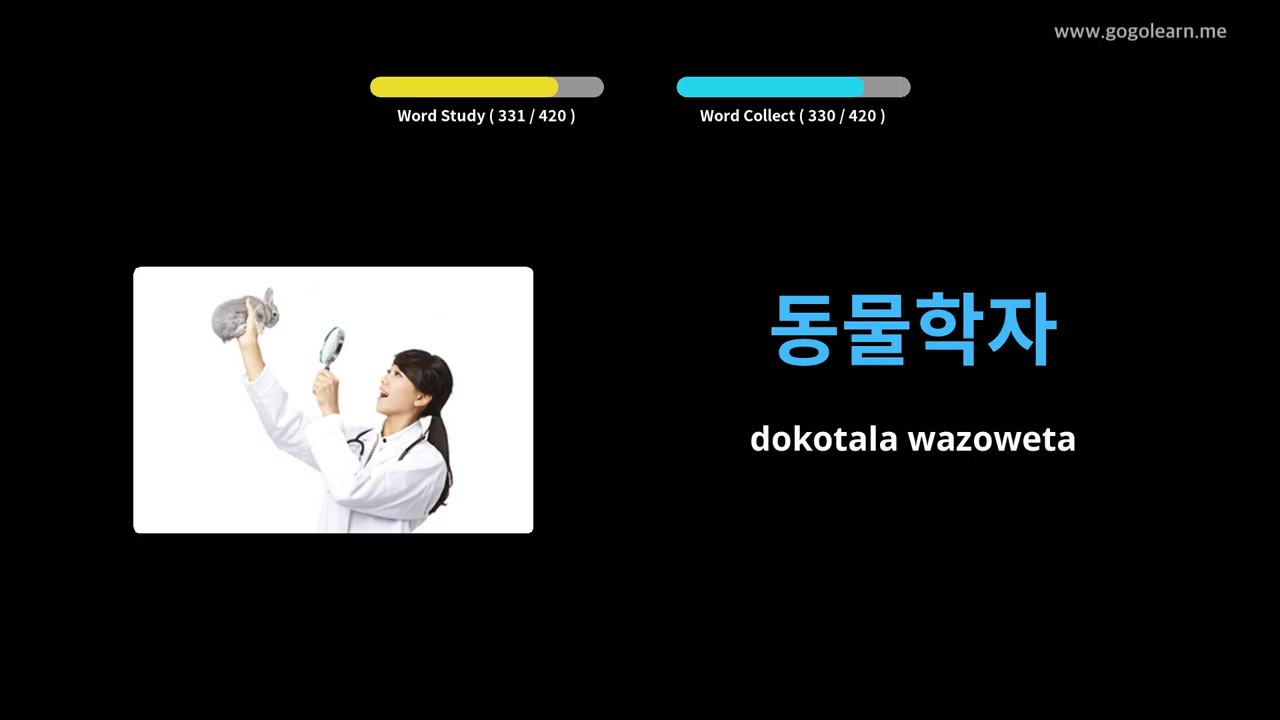 www.gogolearn.me
Word Study ( 331 / 420 )
Word Collect ( 330 / 420 )
동물학자
dokotala wazoweta